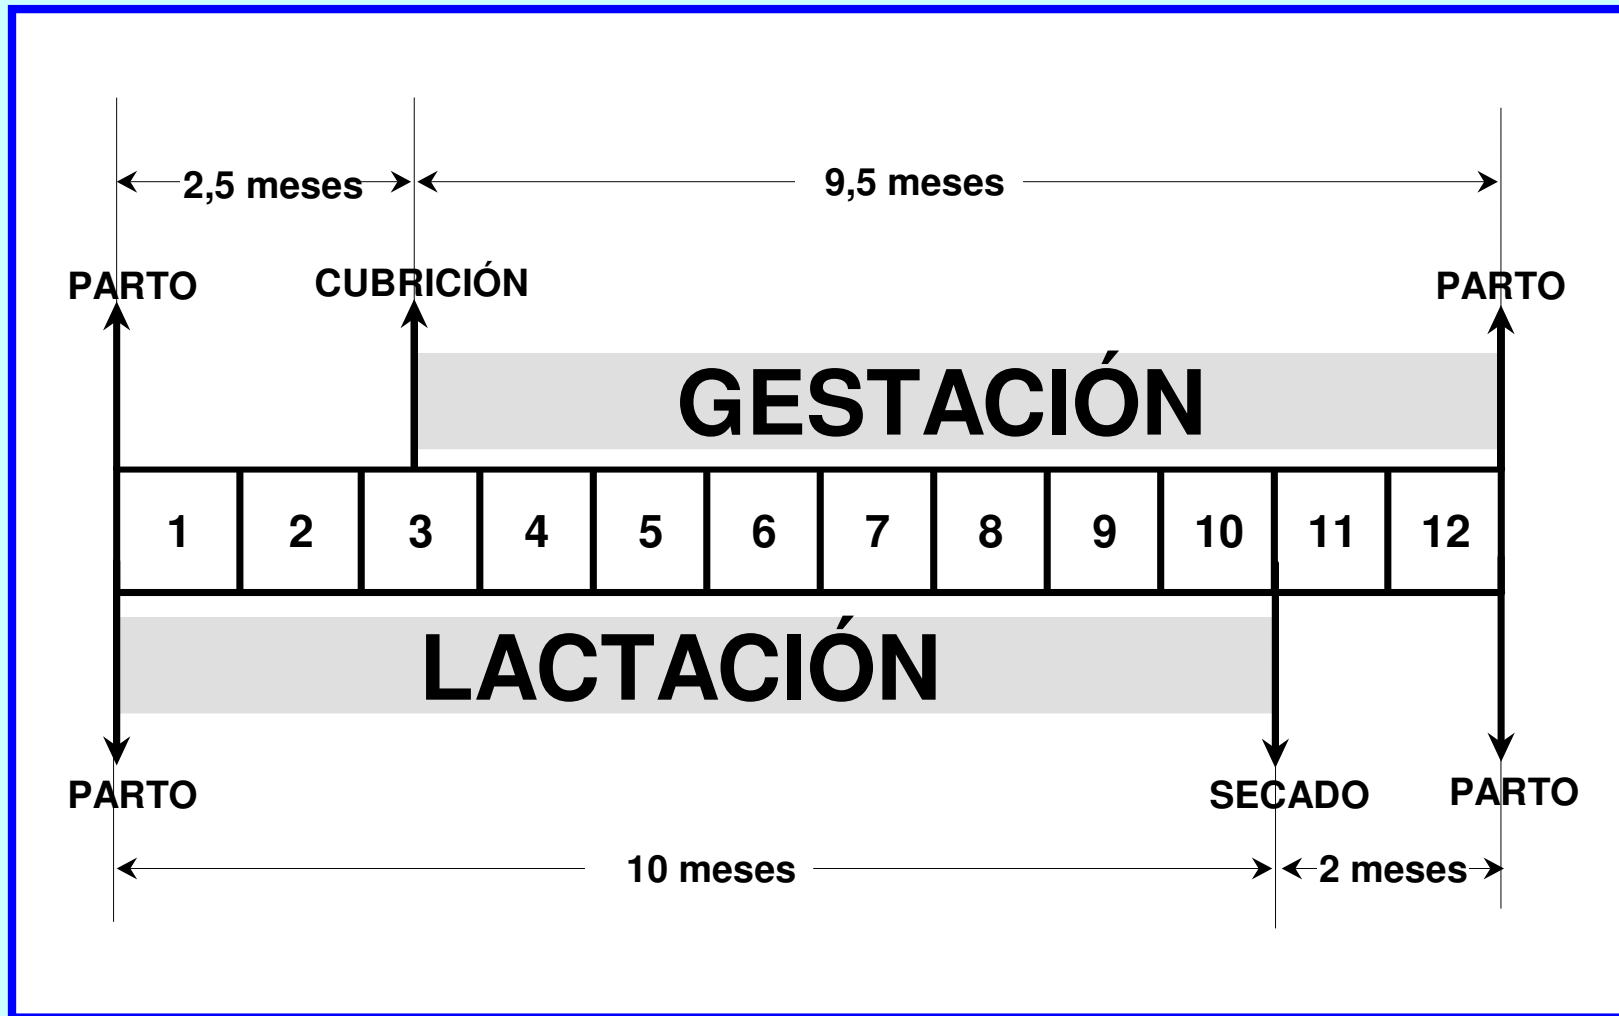 2,5 meses 9,5 meses
PARTO CUBRICIÓN PARTO
GESTACIÓN
1 2 3 4 5 6 7 8 9 10 11 12
LACTACIÓN
PARTO SECADO PARTO
10 meses 2 meses